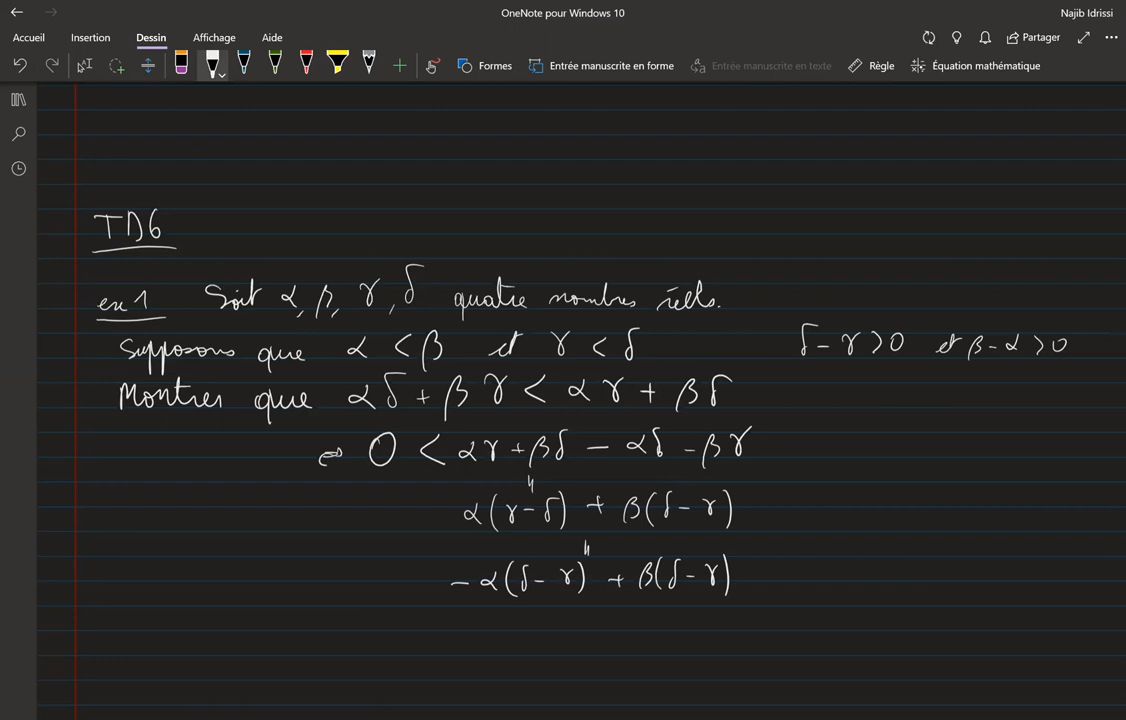 OneNote pour Windows 10
Najib Idrissi
Accueil Insertion Dessin Affichage Aide
Partager
Formes Entrée manuscrite en forme Entrée manuscrite en texte Règle Équation mathématique
TD6
ex 1 Soit α, β, γ, δ quatre nombres réels.
Supposons que α < β et γ < δ δ - γ > 0 et β - α > 0
Montrer que αδ + βγ < αγ + βδ
⇔ 0 < αγ + βδ - αδ - βγ
"
α(γ - δ) + β(δ - γ)
"
- α(δ - γ) + β(δ - γ)